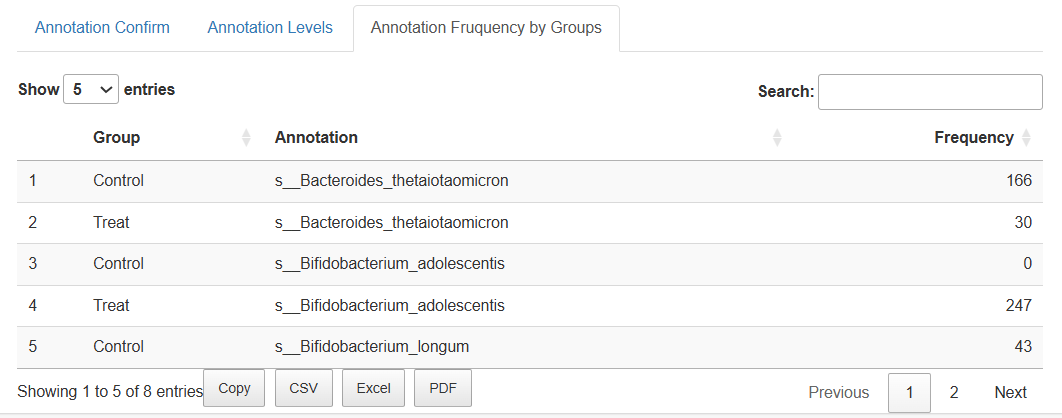 Annotation Confirm Annotation Levels Annotation Fruquency by Groups
Show 5 entries Search:
Group Annotation Frequency
1 Control s__Bacteroides_thetaiotaomicron 166
2 Treat s__Bacteroides_thetaiotaomicron 30
3 Control s__Bifidobacterium_adolescentis 0
4 Treat s__Bifidobacterium_adolescentis 247
5 Control s__Bifidobacterium_longum 43
Showing 1 to 5 of 8 entries Copy CSV Excel PDF Previous 1 2 Next